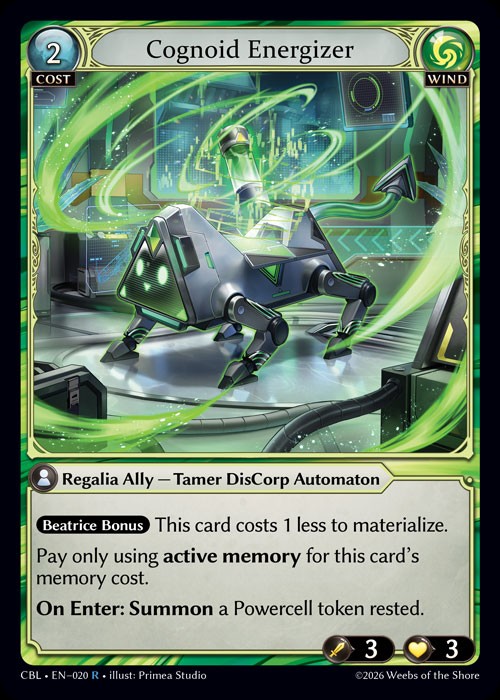 2
COST
Cognoid Energizer
WIND
Regalia Ally — Tamer DisCorp Automaton
Beatrice Bonus This card costs 1 less to materialize.
Pay only using active memory for this card's
memory cost.
On Enter: Summon a Powercell token rested.
3
3
CBL • EN–020 R • illust: Primea Studio
©2026 Weebs of the Shore